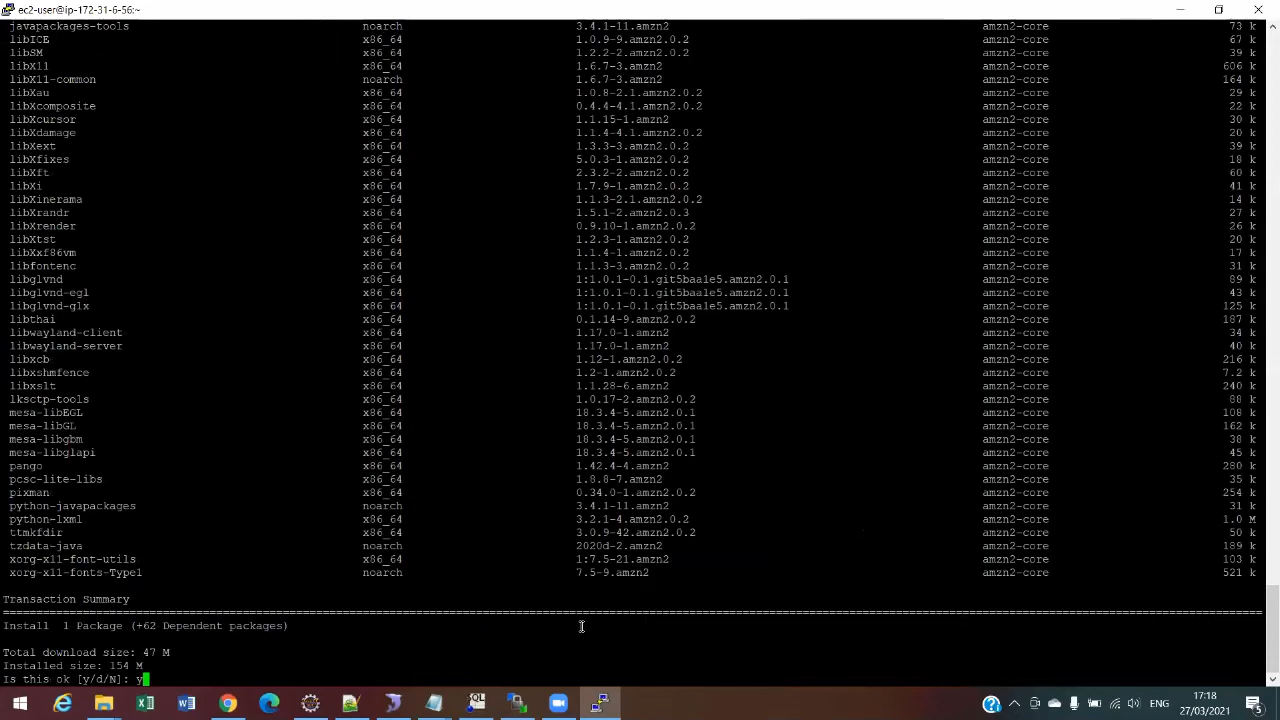 ec2-user@ip-172-31-6-56:~
javapackages-tools noarch 3.4.1-11.amzn2 amzn2-core 73 k
libICE x86_64 1.0.9-9.amzn2.0.2 amzn2-core 67 k
libSM x86_64 1.2.2-2.amzn2.0.2 amzn2-core 39 k
libX11 x86_64 1.6.7-3.amzn2 amzn2-core 606 k
libX11-common noarch 1.6.7-3.amzn2 amzn2-core 164 k
libXau x86_64 1.0.8-2.1.amzn2.0.2 amzn2-core 29 k
libXcomposite x86_64 0.4.4-4.1.amzn2.0.2 amzn2-core 22 k
libXcursor x86_64 1.1.15-1.amzn2 amzn2-core 30 k
libXdamage x86_64 1.1.4-4.1.amzn2.0.2 amzn2-core 20 k
libXext x86_64 1.3.3-3.amzn2.0.2 amzn2-core 39 k
libXfixes x86_64 5.0.3-1.amzn2.0.2 amzn2-core 18 k
libXft x86_64 2.3.2-2.amzn2.0.2 amzn2-core 60 k
libXi x86_64 1.7.9-1.amzn2.0.2 amzn2-core 41 k
libXinerama x86_64 1.1.3-2.1.amzn2.0.2 amzn2-core 14 k
libXrandr x86_64 1.5.1-2.amzn2.0.3 amzn2-core 27 k
libXrender x86_64 0.9.10-1.amzn2.0.2 amzn2-core 26 k
libXtst x86_64 1.2.3-1.amzn2.0.2 amzn2-core 20 k
libXxf86vm x86_64 1.1.4-1.amzn2.0.2 amzn2-core 17 k
libfontenc x86_64 1.1.3-3.amzn2.0.2 amzn2-core 31 k
libglvnd x86_64 1:1.0.1-0.1.git5baa1e5.amzn2.0.1 amzn2-core 89 k
libglvnd-egl x86_64 1:1.0.1-0.1.git5baa1e5.amzn2.0.1 amzn2-core 43 k
libglvnd-glx x86_64 1:1.0.1-0.1.git5baa1e5.amzn2.0.1 amzn2-core 125 k
libthai x86_64 0.1.14-9.amzn2.0.2 amzn2-core 187 k
libwayland-client x86_64 1.17.0-1.amzn2 amzn2-core 34 k
libwayland-server x86_64 1.17.0-1.amzn2 amzn2-core 40 k
libxcb x86_64 1.12-1.amzn2.0.2 amzn2-core 216 k
libxshmfence x86_64 1.2-1.amzn2.0.2 amzn2-core 7.2 k
libxslt x86_64 1.1.28-6.amzn2 amzn2-core 240 k
lksctp-tools x86_64 1.0.17-2.amzn2.0.2 amzn2-core 88 k
mesa-libEGL x86_64 18.3.4-5.amzn2.0.1 amzn2-core 108 k
mesa-libGL x86_64 18.3.4-5.amzn2.0.1 amzn2-core 162 k
mesa-libgbm x86_64 18.3.4-5.amzn2.0.1 amzn2-core 38 k
mesa-libglapi x86_64 18.3.4-5.amzn2.0.1 amzn2-core 45 k
pango x86_64 1.42.4-4.amzn2 amzn2-core 280 k
pcsc-lite-libs x86_64 1.8.8-7.amzn2 amzn2-core 35 k
pixman x86_64 0.34.0-1.amzn2.0.2 amzn2-core 254 k
python-javapackages noarch 3.4.1-11.amzn2 amzn2-core 31 k
python-lxml x86_64 3.2.1-4.amzn2.0.2 amzn2-core 1.0 M
ttmkfdir x86_64 3.0.9-42.amzn2.0.2 amzn2-core 50 k
tzdata-java noarch 2020d-2.amzn2 amzn2-core 189 k
xorg-x11-font-utils x86_64 1:7.5-21.amzn2 amzn2-core 103 k
xorg-x11-fonts-Type1 noarch 7.5-9.amzn2 amzn2-core 521 k
Transaction Summary
Install 1 Package (+62 Dependent packages)
Total download size: 47 M
Installed size: 154 M
Is this ok [y/d/N]: y
ENG
17:18
27/03/2021
5